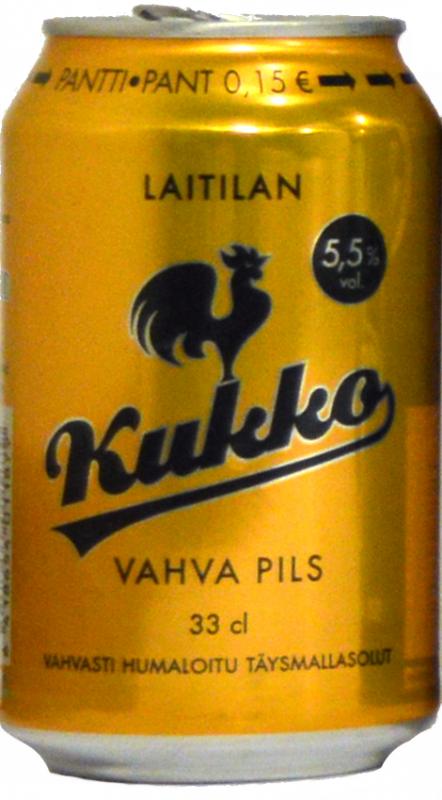 PANTTI•PANT 0,15 €
LAITILAN
5,5%
vol.
Kukko
VAHVA PILS
33 cl
VAHVASTI HUMALOITU TÄYSMALLASOLUT